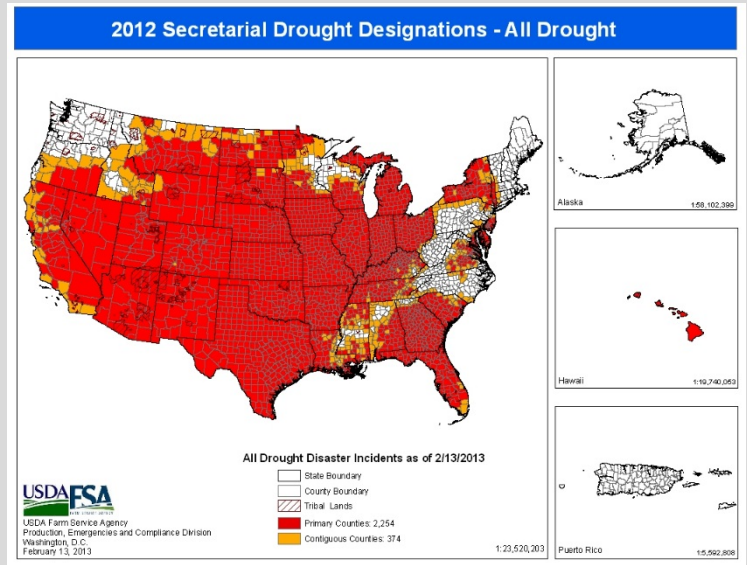 2012 Secretarial Drought Designations - All Drought
Alaska
1:58,102,399
Hawaii
1:19,740,053
All Drought Disaster Incidents as of 2/13/2013
State Boundary
County Boundary
Tribal Lands
Primary Counties: 2,254
Contiguous Counties: 374
USDA FSA
USDA Farm Service Agency
Production, Emergencies and Compliance Division
Washington, D.C.
February 13, 2013
1:23,520,203
Puerto Rico
1:5,592,808